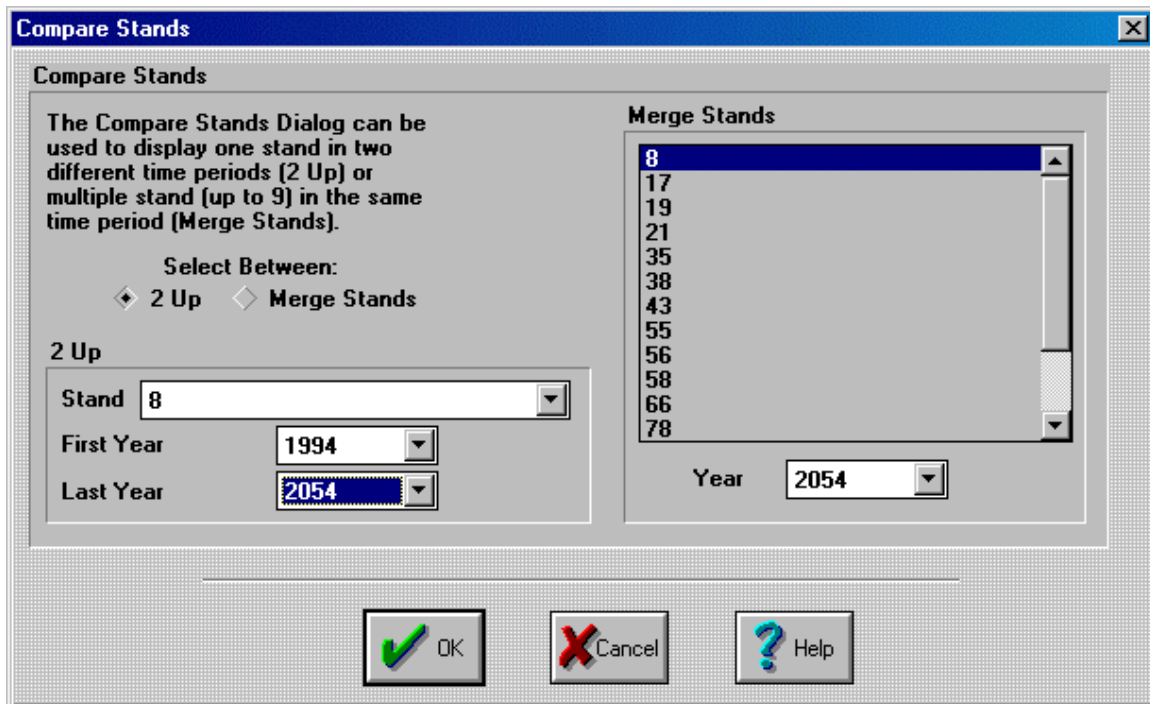 Compare Stands
Compare Stands
The Compare Stands Dialog can be
used to display one stand in two
different time periods (2 Up) or
multiple stand (up to 9) in the same
time period (Merge Stands).
Select Between:
2 Up Merge Stands
2 Up
Stand 8
First Year 1994
Last Year 2054
Merge Stands
8
17
19
21
35
38
43
55
56
58
66
78
Year 2054
OK Cancel Help